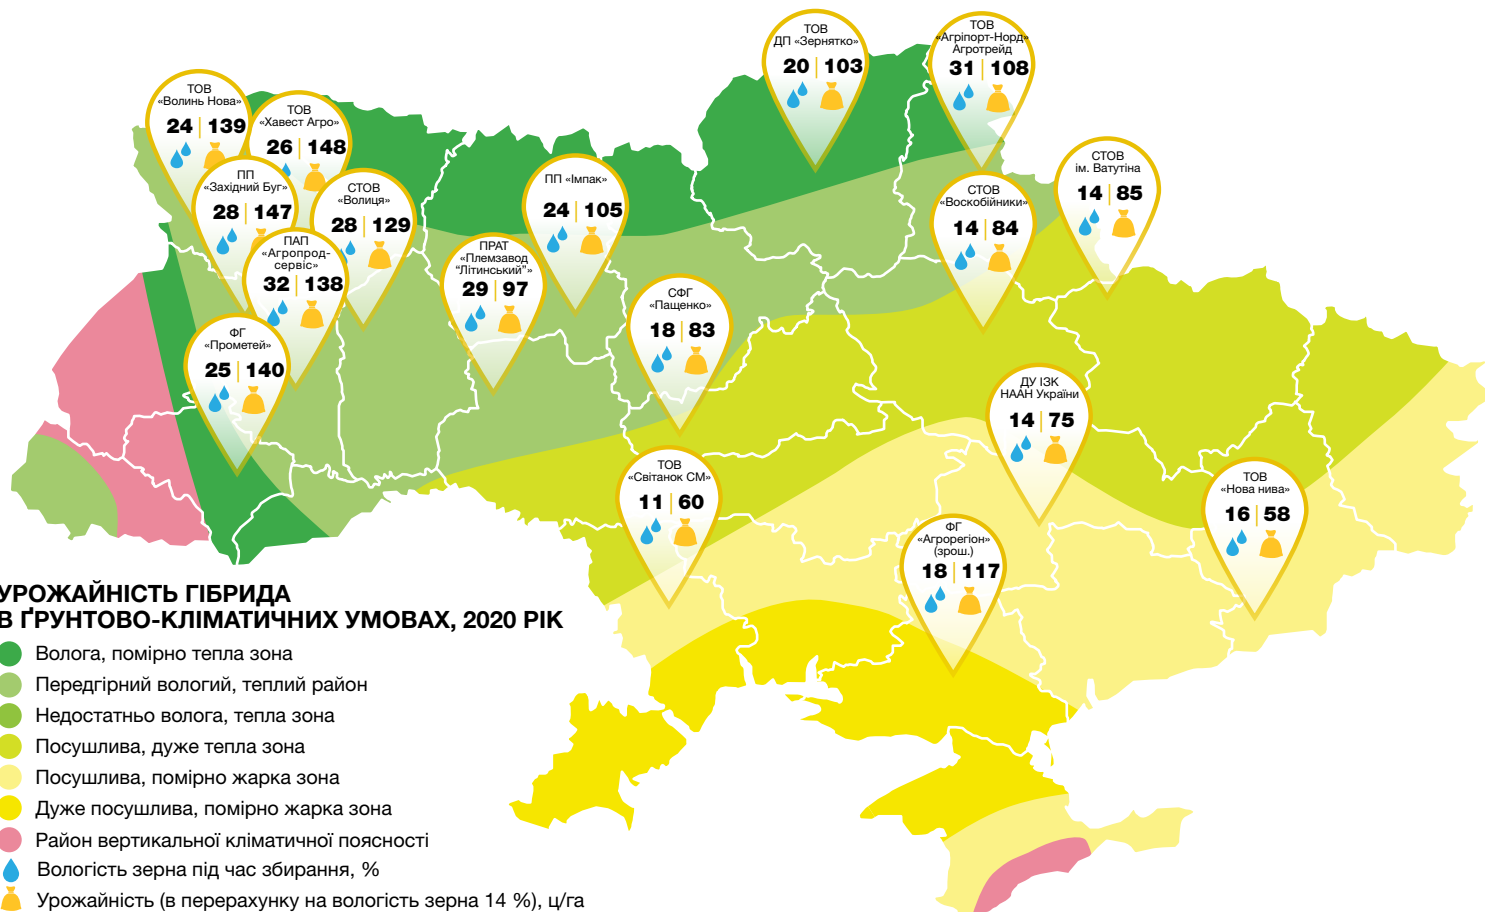 ТОВ
ДП «Зернятко»
20 | 103
ТОВ
«Агріпорт-Норд»
Агротрейд
31 | 108
ТОВ
«Волинь Нова»
24 | 139
ТОВ
«Хавест Агро»
26 | 148
ПП
«Західний Буг»
28 | 147
СТОВ
«Волиця»
28 | 129
ПП «Імпак»
24 | 105
СТОВ
«Воскобійники»
14 | 84
СТОВ
ім. Ватутіна
14 | 85
ПАП
«Агропрод-
сервіс»
32 | 138
ПРАТ
«Племзавод
“Літинський”»
29 | 97
СФГ
«Пащенко»
18 | 83
ФГ
«Прометей»
25 | 140
ДУ ІЗК
НААН України
14 | 75
ТОВ
«Світанок СМ»
11 | 60
ТОВ
«Нова нива»
16 | 58
ФГ
«Агрорегіон»
(зрош.)
18 | 117
УРОЖАЙНІСТЬ ГІБРИДА
В ҐРУНТОВО-КЛІМАТИЧНИХ УМОВАХ, 2020 РІК
Волога, помірно тепла зона
Передгірний вологий, теплий район
Недостатньо волога, тепла зона
Посушлива, дуже тепла зона
Посушлива, помірно жарка зона
Дуже посушлива, помірно жарка зона
Район вертикальної кліматичної поясності
Вологість зерна під час збирання, %
Урожайність (в перерахунку на вологість зерна 14 %), ц/га